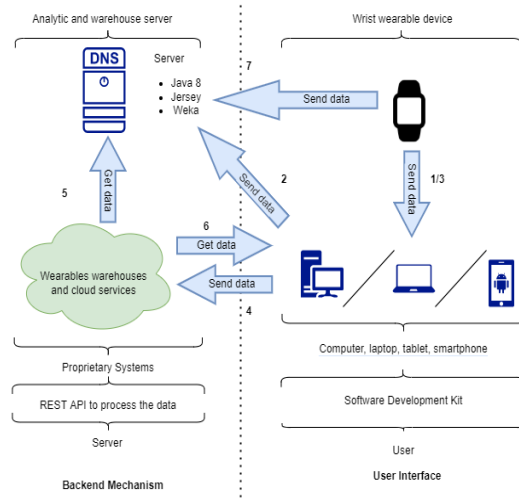 Analytic and warehouse server
Wrist wearable device
DNS
Server
• Java 8
• Jersey
• Weka
7
Send data
5
Get data
2
Send data
1/3
Send data
6
Get data
Wearables warehouses
and cloud services
Send data
4
Computer, laptop, tablet, smartphone
Proprietary Systems
REST API to process the data
Software Development Kit
Server
User
Backend Mechanism
User Interface